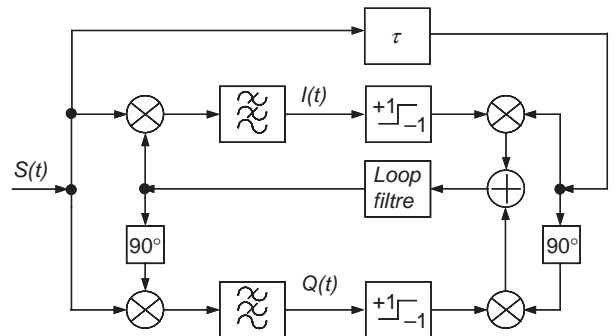 τ
I(t)
+1
–1
S(t)
Loop
filtre
90°
90°
Q(t)
+1
–1